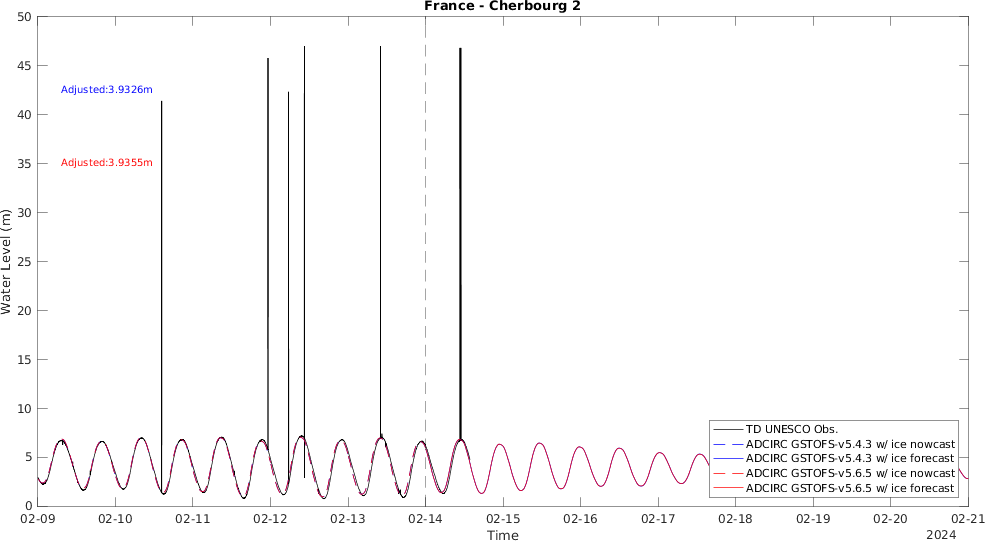 France - Cherbourg 2
50
45
40
35
30
25
20
15
10
5
0
Water Level (m)
Adjusted:3.9326m
Adjusted:3.9355m
TD UNESCO Obs.
ADCIRC GSTOFS-v5.4.3 w/ ice nowcast
ADCIRC GSTOFS-v5.4.3 w/ ice forecast
ADCIRC GSTOFS-v5.6.5 w/ ice nowcast
ADCIRC GSTOFS-v5.6.5 w/ ice forecast
02-09 02-10 02-11 02-12 02-13 02-14 02-15 02-16 02-17 02-18 02-19 02-20 02-21
Time
2024